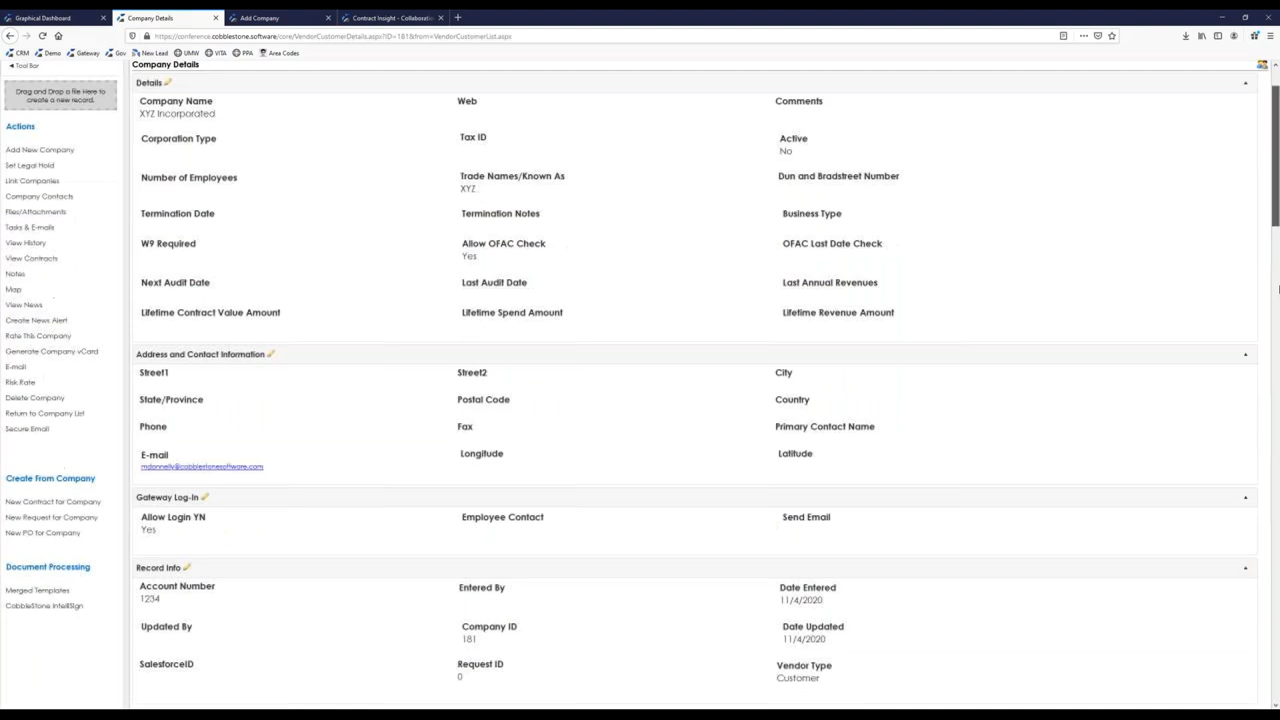 Graphical Dashboard
Company Details
Add Company
Contract Insight - Collaboratio
https://conference.cobblestone.software/core/VendorCustomerDetails.aspx?ID=181&from=VendorCustomerList.aspx
CRM Demo Gateway Gov New Lead UMW VITA PPA Area Codes
Tool Bar
Drag and Drop a file Here to
create a new record.
Actions
Add New Company
Set Legal Hold
Link Companies
Company Contacts
Files/Attachments
Tasks & E-mails
View History
View Contracts
Notes
Map
View News
Create News Alert
Rate This Company
Generate Company vCard
E-mail
Risk Rate
Delete Company
Return to Company List
Secure Email
Create From Company
New Contract for Company
New Request for Company
New PO for Company
Document Processing
Merged Templates
CobbleStone IntelliSign
Company Details
Details
Company Name Web Comments
XYZ Incorporated
Corporation Type Tax ID Active
No
Number of Employees Trade Names/Known As Dun and Bradstreet Number
XYZ
Termination Date Termination Notes Business Type
W9 Required Allow OFAC Check OFAC Last Date Check
Yes
Next Audit Date Last Audit Date Last Annual Revenues
Lifetime Contract Value Amount Lifetime Spend Amount Lifetime Revenue Amount
Address and Contact Information
Street1 Street2 City
State/Province Postal Code Country
Phone Fax Primary Contact Name
E-mail Longitude Latitude
mdonnelly@cobblestonesoftware.com
Gateway Log-In
Allow Login YN Employee Contact Send Email
Yes
Record Info
Account Number Entered By Date Entered
1234 11/4/2020
Updated By Company ID Date Updated
181 11/4/2020
SalesforceID Request ID Vendor Type
0 Customer